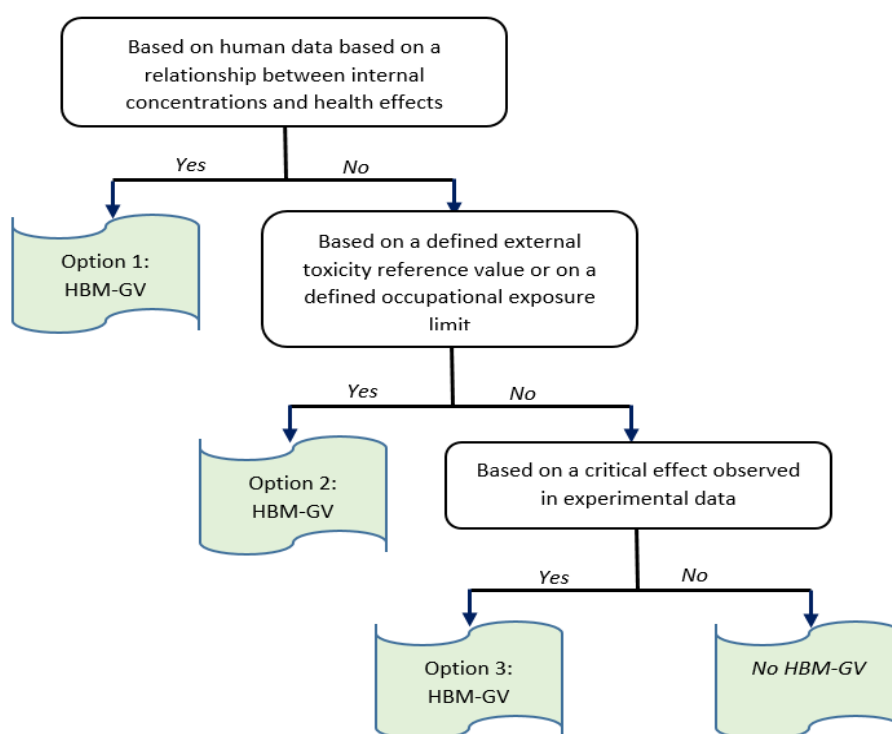 Based on human data based on a
relationship between internal
concentrations and health effects
Yes
No
Option 1:
HBM-GV
Based on a defined external
toxicity reference value or on a
defined occupational exposure
limit
Yes
No
Option 2:
HBM-GV
Based on a critical effect observed
in experimental data
Yes
No
Option 3:
HBM-GV
No HBM-GV